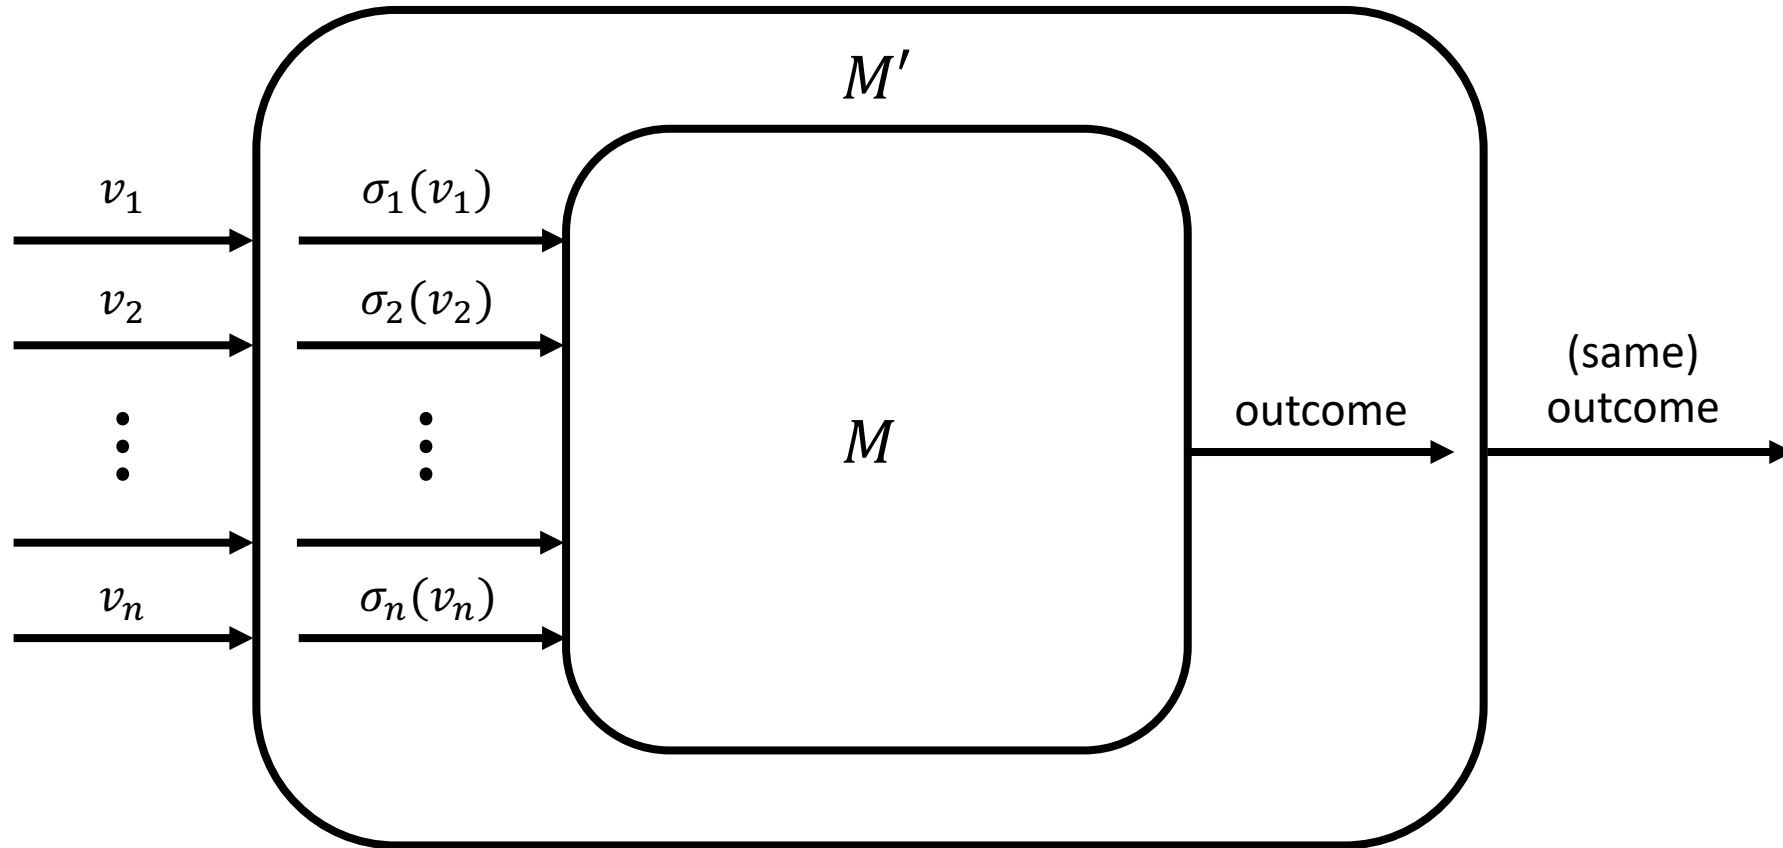 M′
v₁ σ₁(v₁)
v₂ σ₂(v₂)
(same)
outcome outcome
M
vₙ σₙ(vₙ)